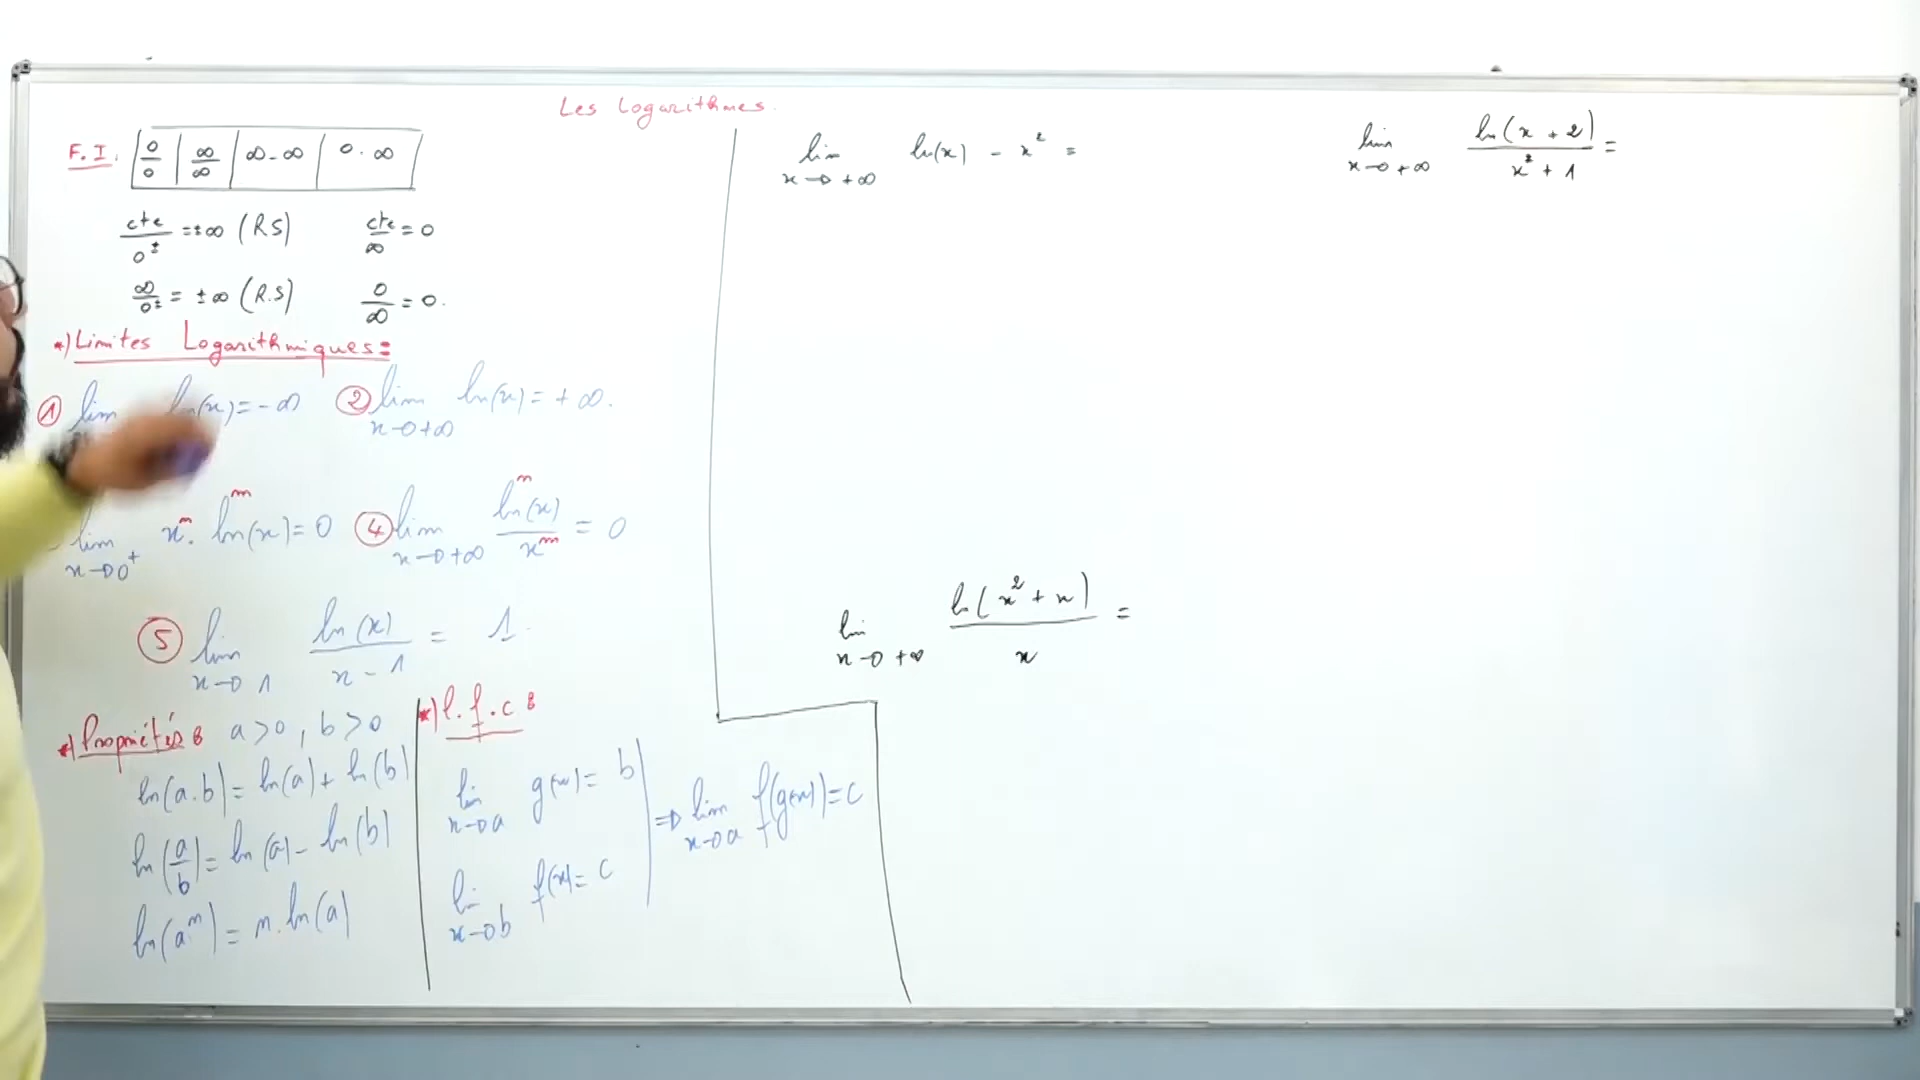 Les Logarithmes.
F.I. 0/0 | ∞/∞ | ∞-∞ | 0.∞
cte/0^± = ±∞ (RS)   cte/∞ = 0
∞/0^± = ±∞ (R.S)   0/∞ = 0.
*) Limites Logarithmiques:
① lim ln(x) = -∞   ② lim x→+∞ ln(x) = +∞.
lim x→0^+ x^n. ln^m(x) = 0   ④ lim x→+∞ ln^n(x)/x^m = 0
⑤ lim x→1 ln(x)/(x-1) = 1.
*) Propriétés: a>0, b>0
ln(a.b) = ln(a) + ln(b)
ln(a/b) = ln(a) - ln(b)
ln(a^n) = n. ln(a)
*) l.f.c:
lim x→a g(x) = b
lim x→b f(x) = c
⇒ lim x→a f(g(x)) = c
lim x→+∞ ln(x) - x² =
lim x→+∞ ln(x²+x)/x =
lim x→+∞ ln(x+2)/(x²+1) =